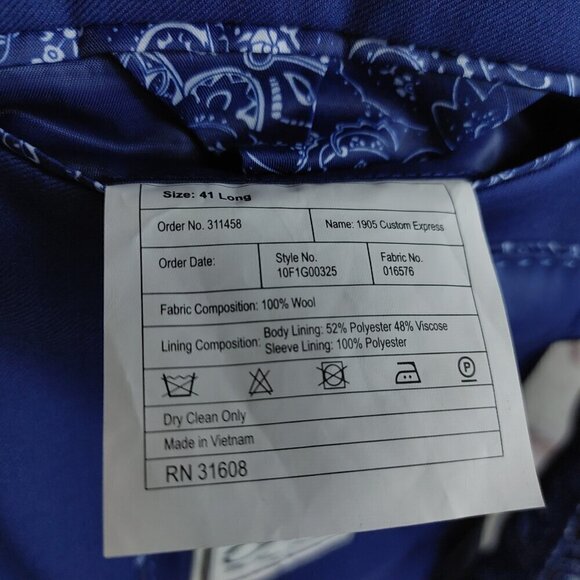 Size: 41 Long
Order No. 311458
Name: 1905 Custom Express
Order Date:
Style No.
10F1G00325
Fabric No.
016576
Fabric Composition: 100% Wool
Lining Composition: Body Lining: 52% Polyester 48% Viscose
Sleeve Lining: 100% Polyester
P
Dry Clean Only
Made in Vietnam
RN 31608